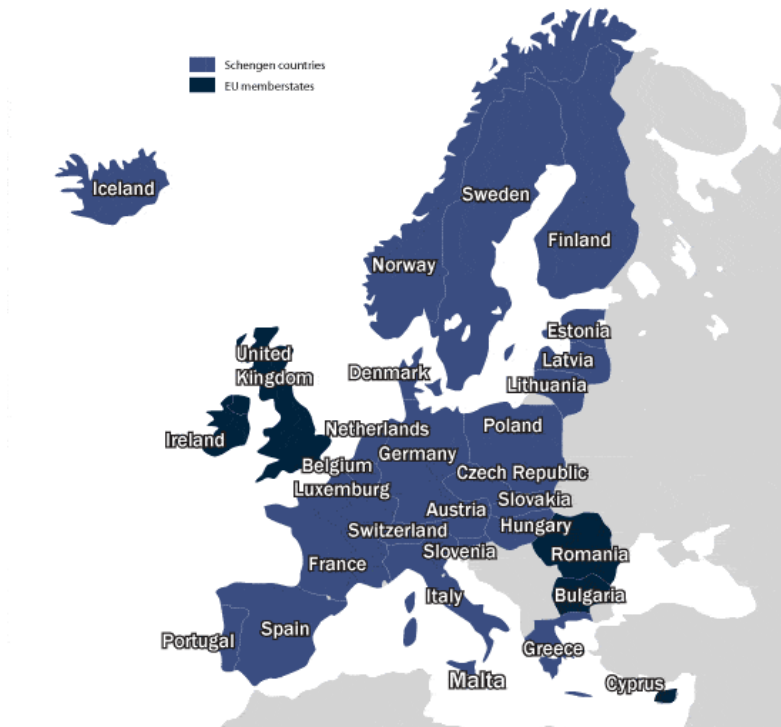 Schengen countries
EU memberstates
Iceland
Sweden
Finland
Norway
Estonia
United
Kingdom
Latvia
Denmark
Lithuania
Netherlands
Poland
Ireland
Germany
Belgium
Czech Republic
Luxemburg
Slovakia
Austria
Hungary
Switzerland
Slovenia
Romania
France
Italy
Bulgaria
Spain
Portugal
Greece
Malta
Cyprus